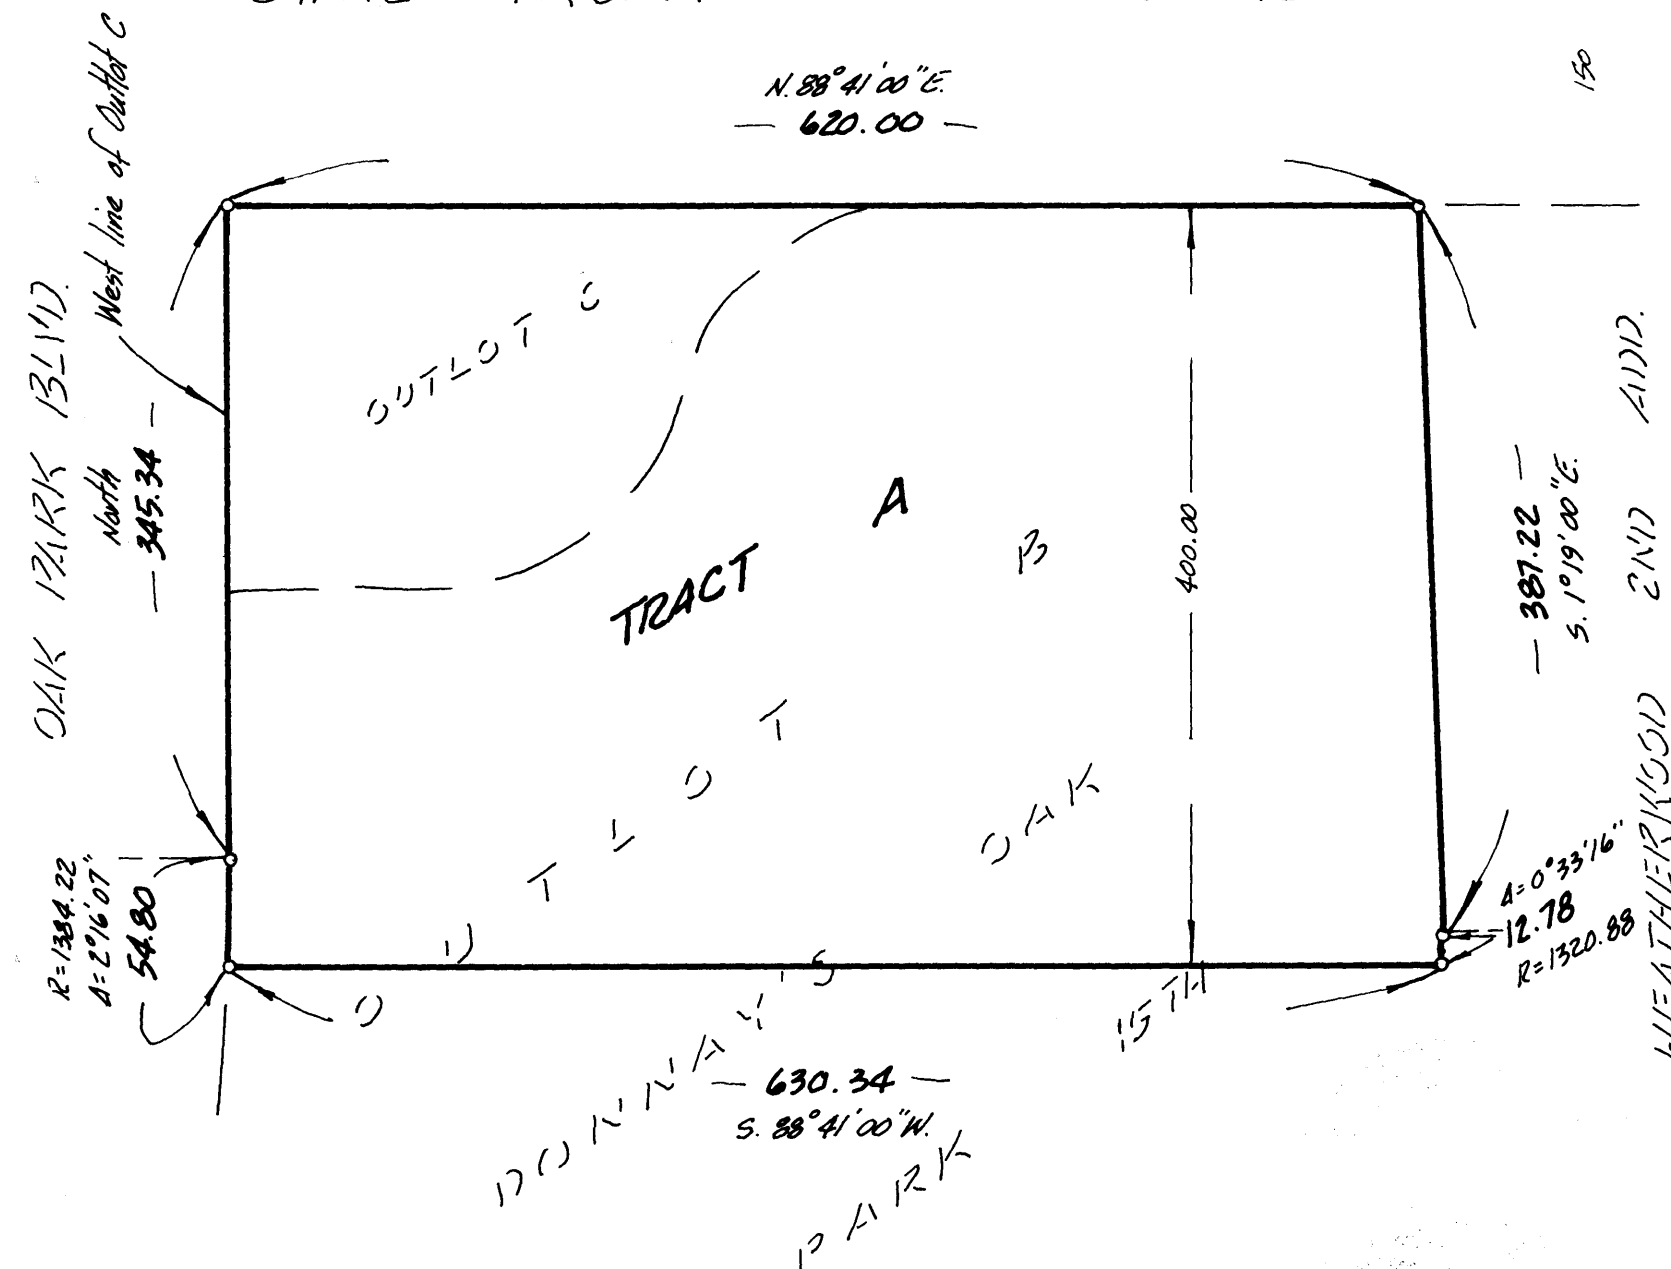 N. 88°41'00"E.
620.00
150
West line of Outlot C
OAK PARK BLVD.
North
345.34
OUTLOT C
TRACT A
400.00
387.22
S. 1°19'00"E.
HEATHERWOOD 2ND ADD.
OUTLOT B
R=1384.22
Δ=2°16'07"
54.80
Δ=0°33'16"
12.78
R=1320.88
DONNAY'S OAK
PARK 15TH
630.34
S. 88°41'00"W.